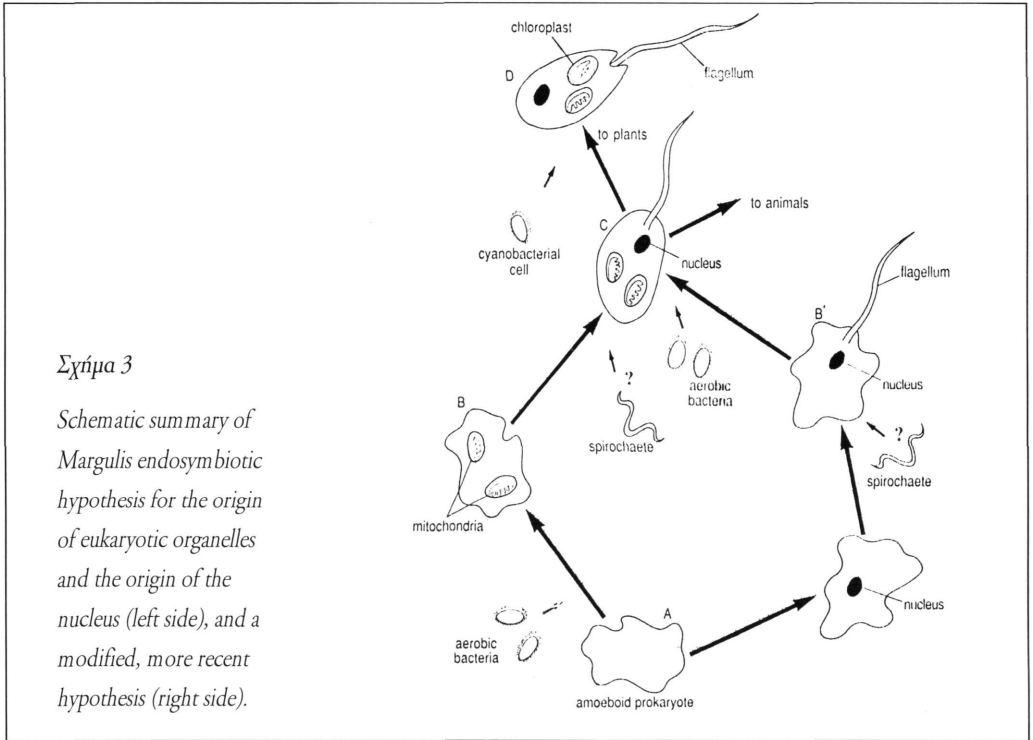 chloroplast
D
flagellum
to plants
to animals
C
cyanobacterial
cell
nucleus
flagellum
B'
Σχήμα 3
?
aerobic
bacteria
nucleus
Schematic summary of
Margulis endosymbiotic
hypothesis for the origin
of eukaryotic organelles
and the origin of the
nucleus (left side), and a
modified, more recent
hypothesis (right side).
B
spirochaete
?
spirochaete
mitochondria
nucleus
A
aerobic
bacteria
amoeboid prokaryote